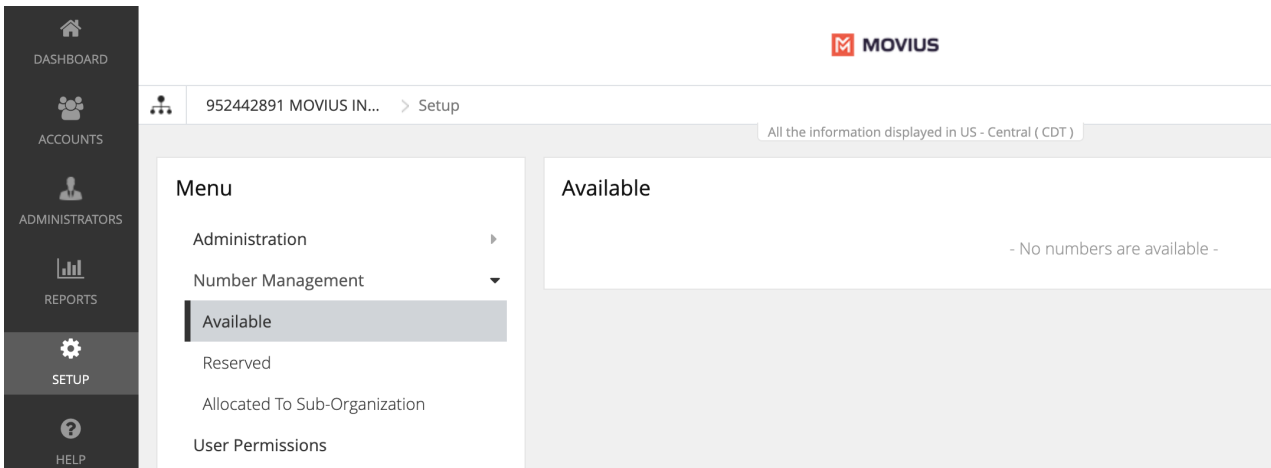 DASHBOARD
ACCOUNTS
ADMINISTRATORS
REPORTS
SETUP
HELP
MOVIUS
952442891 MOVIUS IN... > Setup
All the information displayed in US - Central ( CDT )
Menu
Administration
Number Management
Available
Reserved
Allocated To Sub-Organization
User Permissions
Available
- No numbers are available -